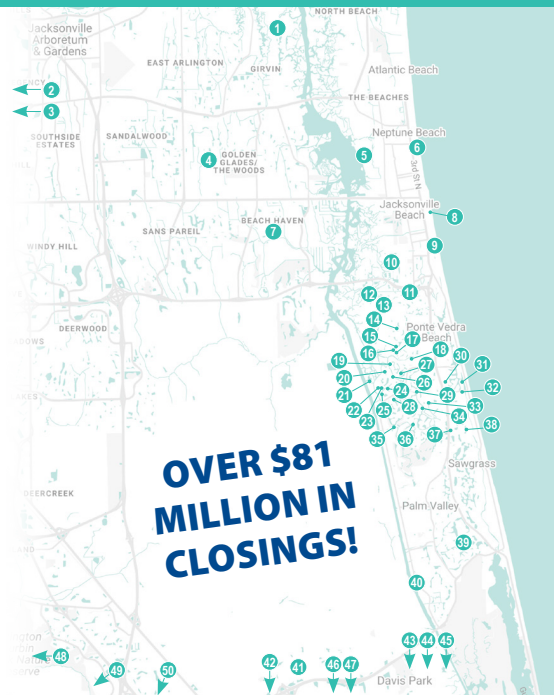 NORTH BEACH
Jacksonville
Arboretum
& Gardens
1
EAST ARLINGTON
GIRVIN
Atlantic Beach
2
THE BEACHES
3
SOUTHSIDE
ESTATES
SANDALWOOD
Neptune Beach
6
4
GOLDEN
GLADES/
THE WOODS
5
3rd St N
Jacksonville
Beach
8
BEACH HAVEN
SANS PAREIL
7
WINDY HILL
9
10
12
11
13
14
DEERWOOD
Ponte Vedra
Beach
15
17
16
18
30
19
27
31
20
26
21
24
29
32
22
25
28
33
23
34
35
36
37
38
OVER $81
MILLION IN
CLOSINGS!
Sawgrass
DEERCREEK
Palm Valley
39
40
43
44
45
48
42
41
46
47
49
50
Davis Park